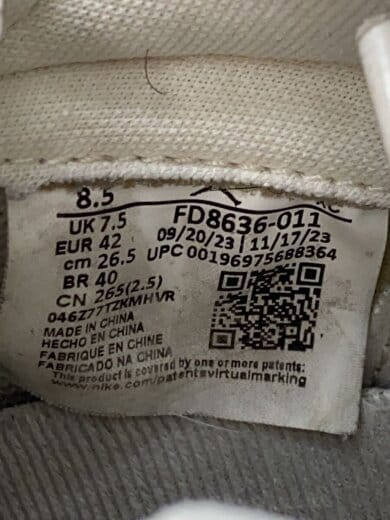 8.5
UK 7.5
EUR 42
cm 26.5
BR 40
CN 265(2.5)
046Z77TZKMHVR
FD8636-011
09/20/23 | 11/17/23
UPC 00196975688364
MADE IN CHINA
HECHO EN CHINA
FABRIQUE EN CHINE
FABRICADO NA CHINA
This product is covered by one or more patents:
www.nike.com/patentsvirtualmarking